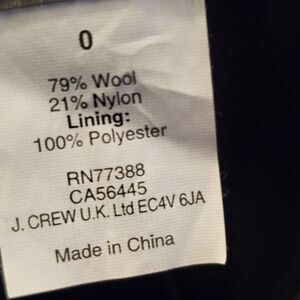 0
79% Wool
21% Nylon
Lining:
100% Polyester
RN77388
CA56445
J. CREW U.K. Ltd EC4V 6JA
Made in China